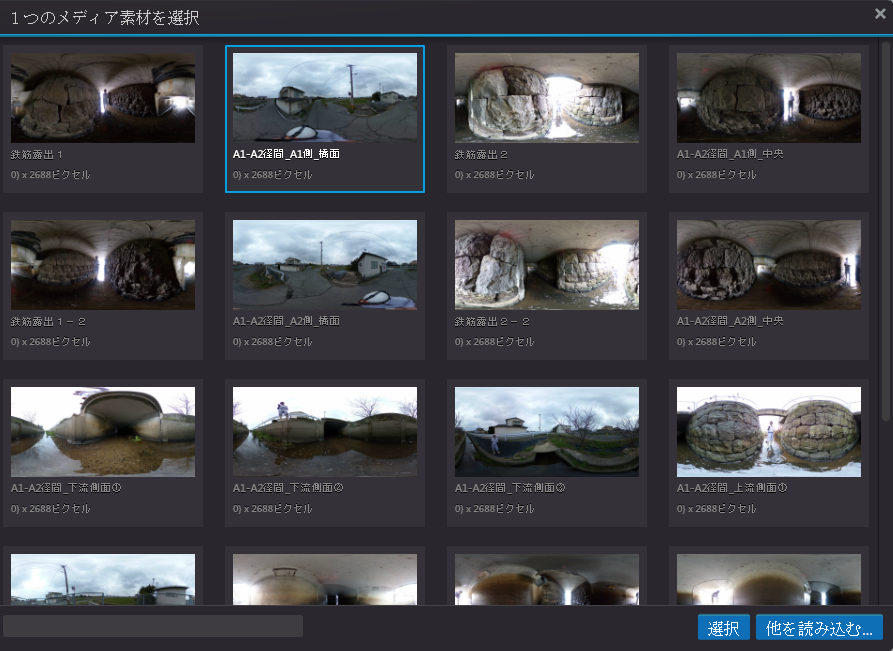 １つのメディア素材を選択
鉄筋露出１
0) x 2688ピクセル
A1-A2径間_A1側_橋面
0) x 2688ピクセル
鉄筋露出２
0) x 2688ピクセル
A1-A2径間_A1側_中央
0) x 2688ピクセル
鉄筋露出１－２
0) x 2688ピクセル
A1-A2径間_A2側_橋面
0) x 2688ピクセル
鉄筋露出２－２
0) x 2688ピクセル
A1-A2径間_A2側_中央
0) x 2688ピクセル
A1-A2径間_下流側面①
0) x 2688ピクセル
A1-A2径間_下流側面②
0) x 2688ピクセル
A1-A2径間_下流側面③
0) x 2688ピクセル
A1-A2径間_上流側面①
0) x 2688ピクセル
選択
他を読み込む...